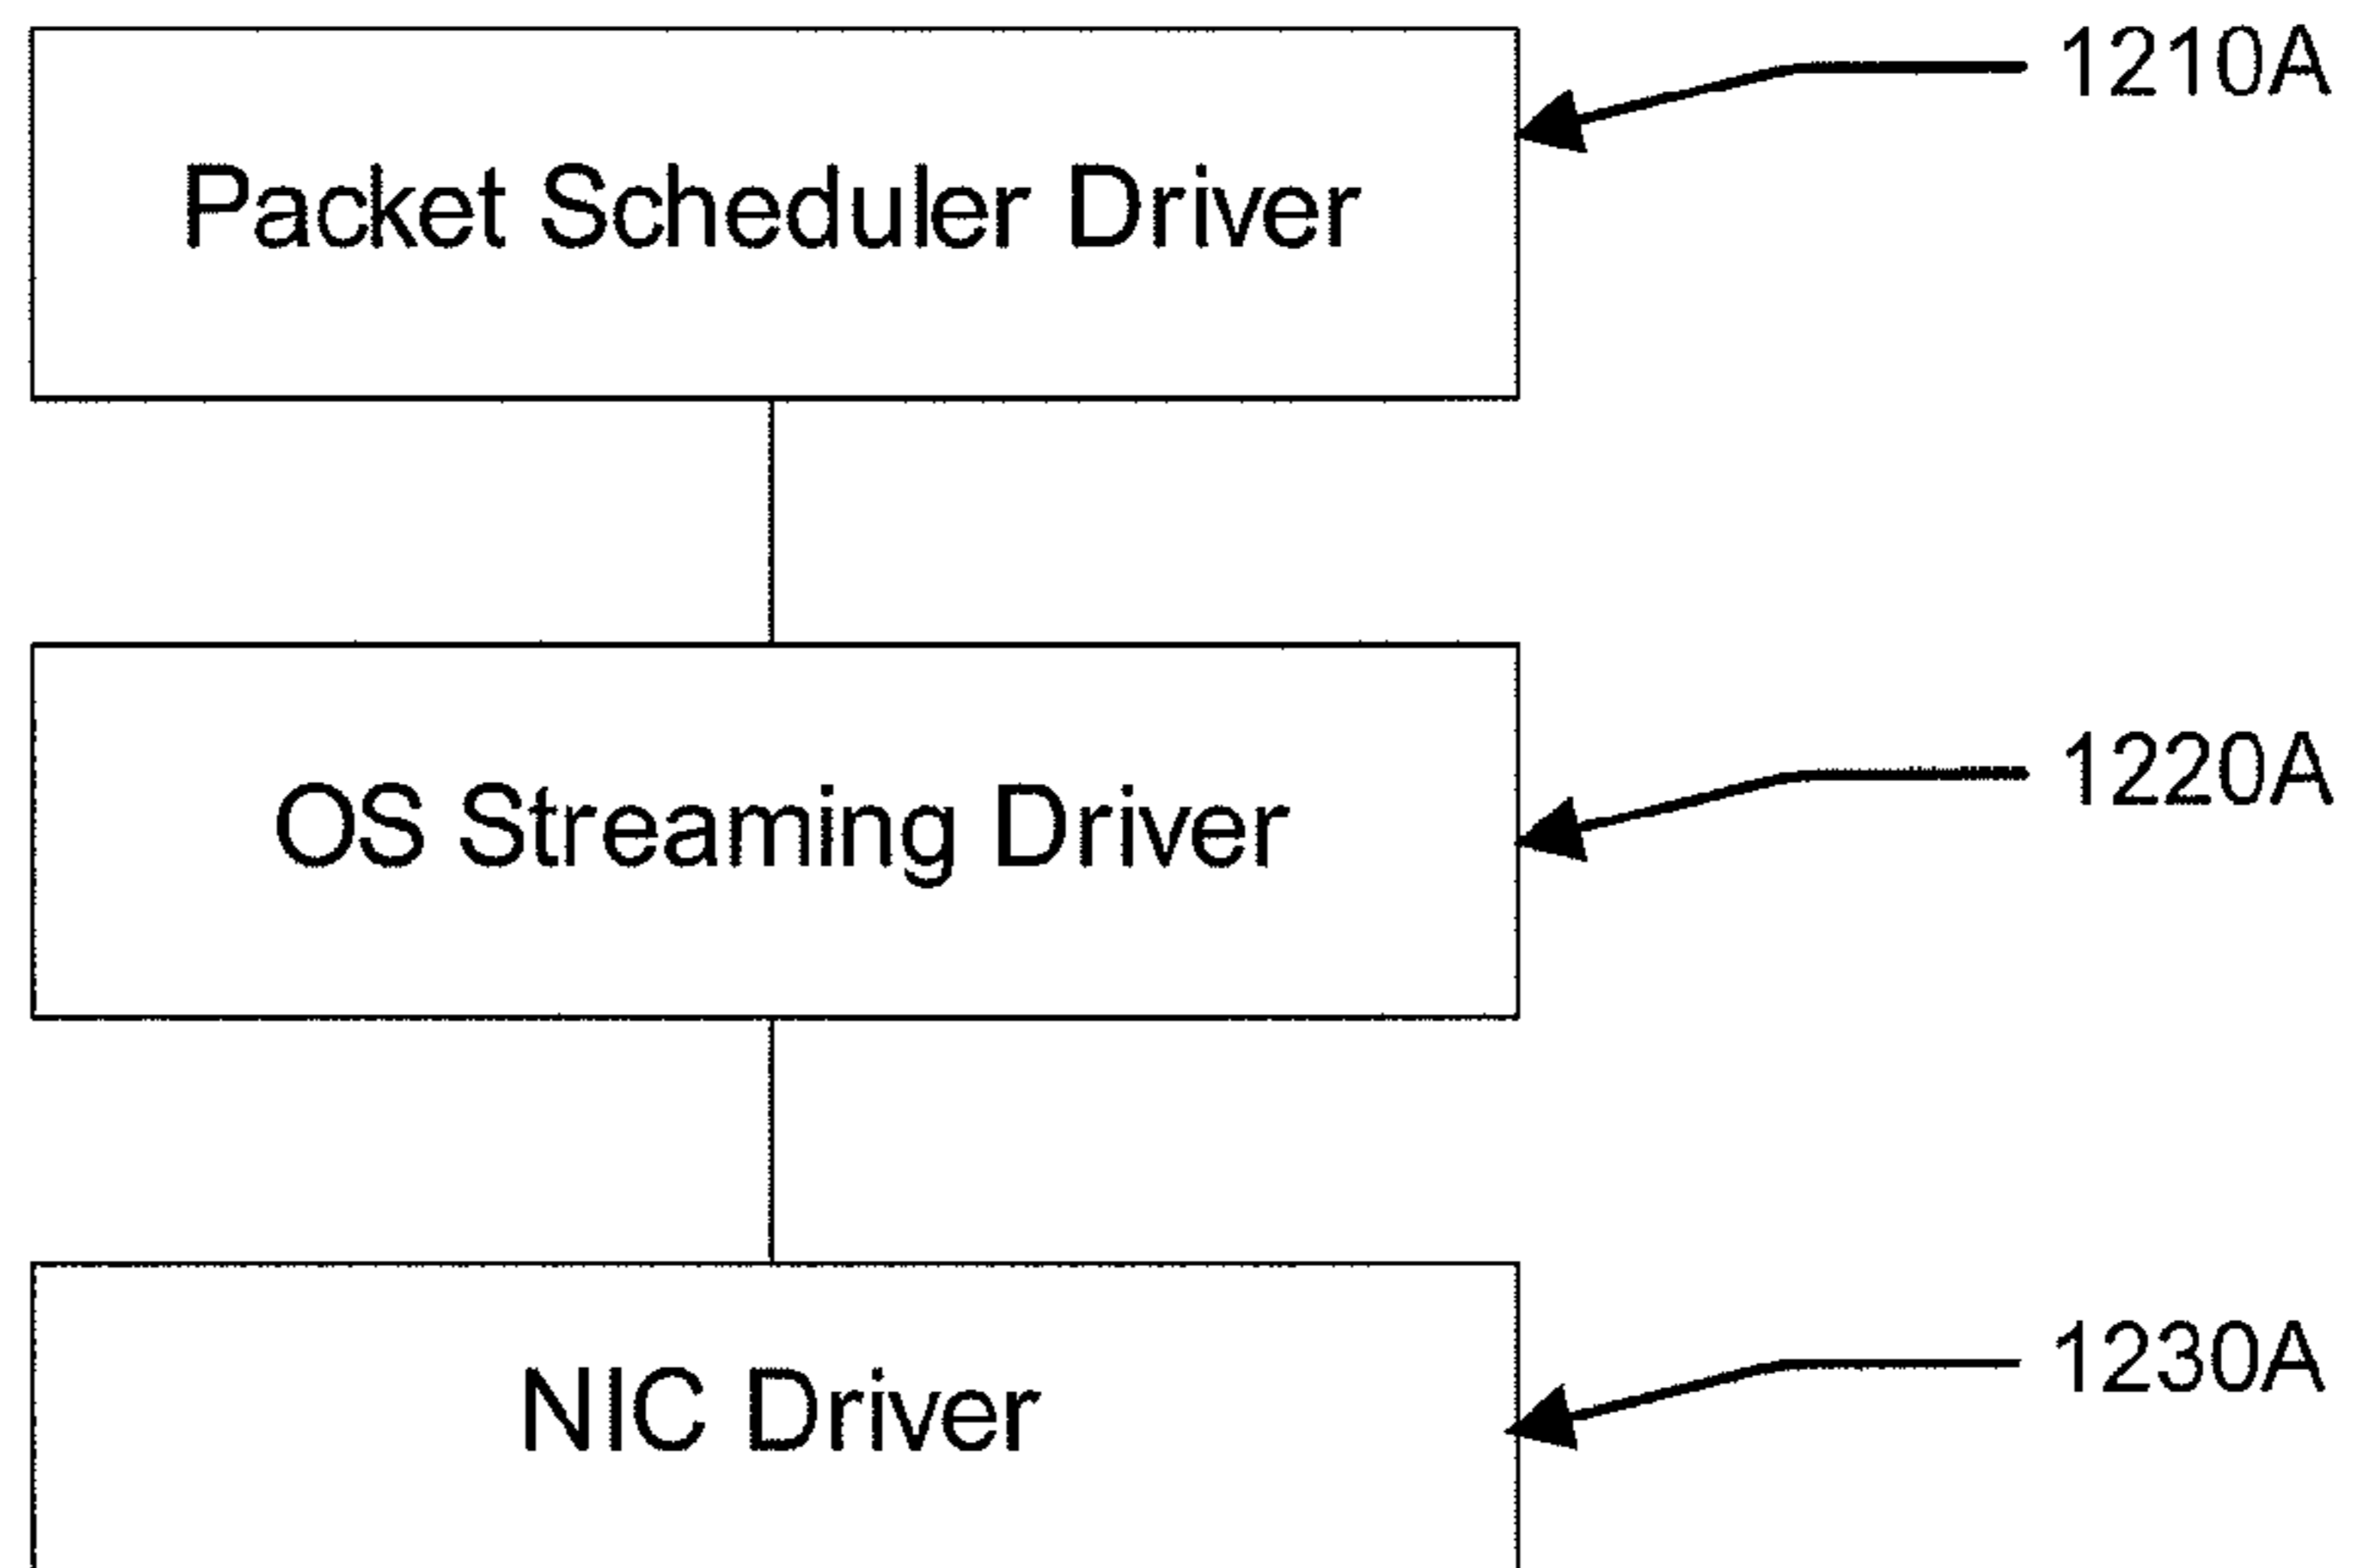 1210A
Packet Scheduler Driver
1220A
OS Streaming Driver
1230A
NIC Driver